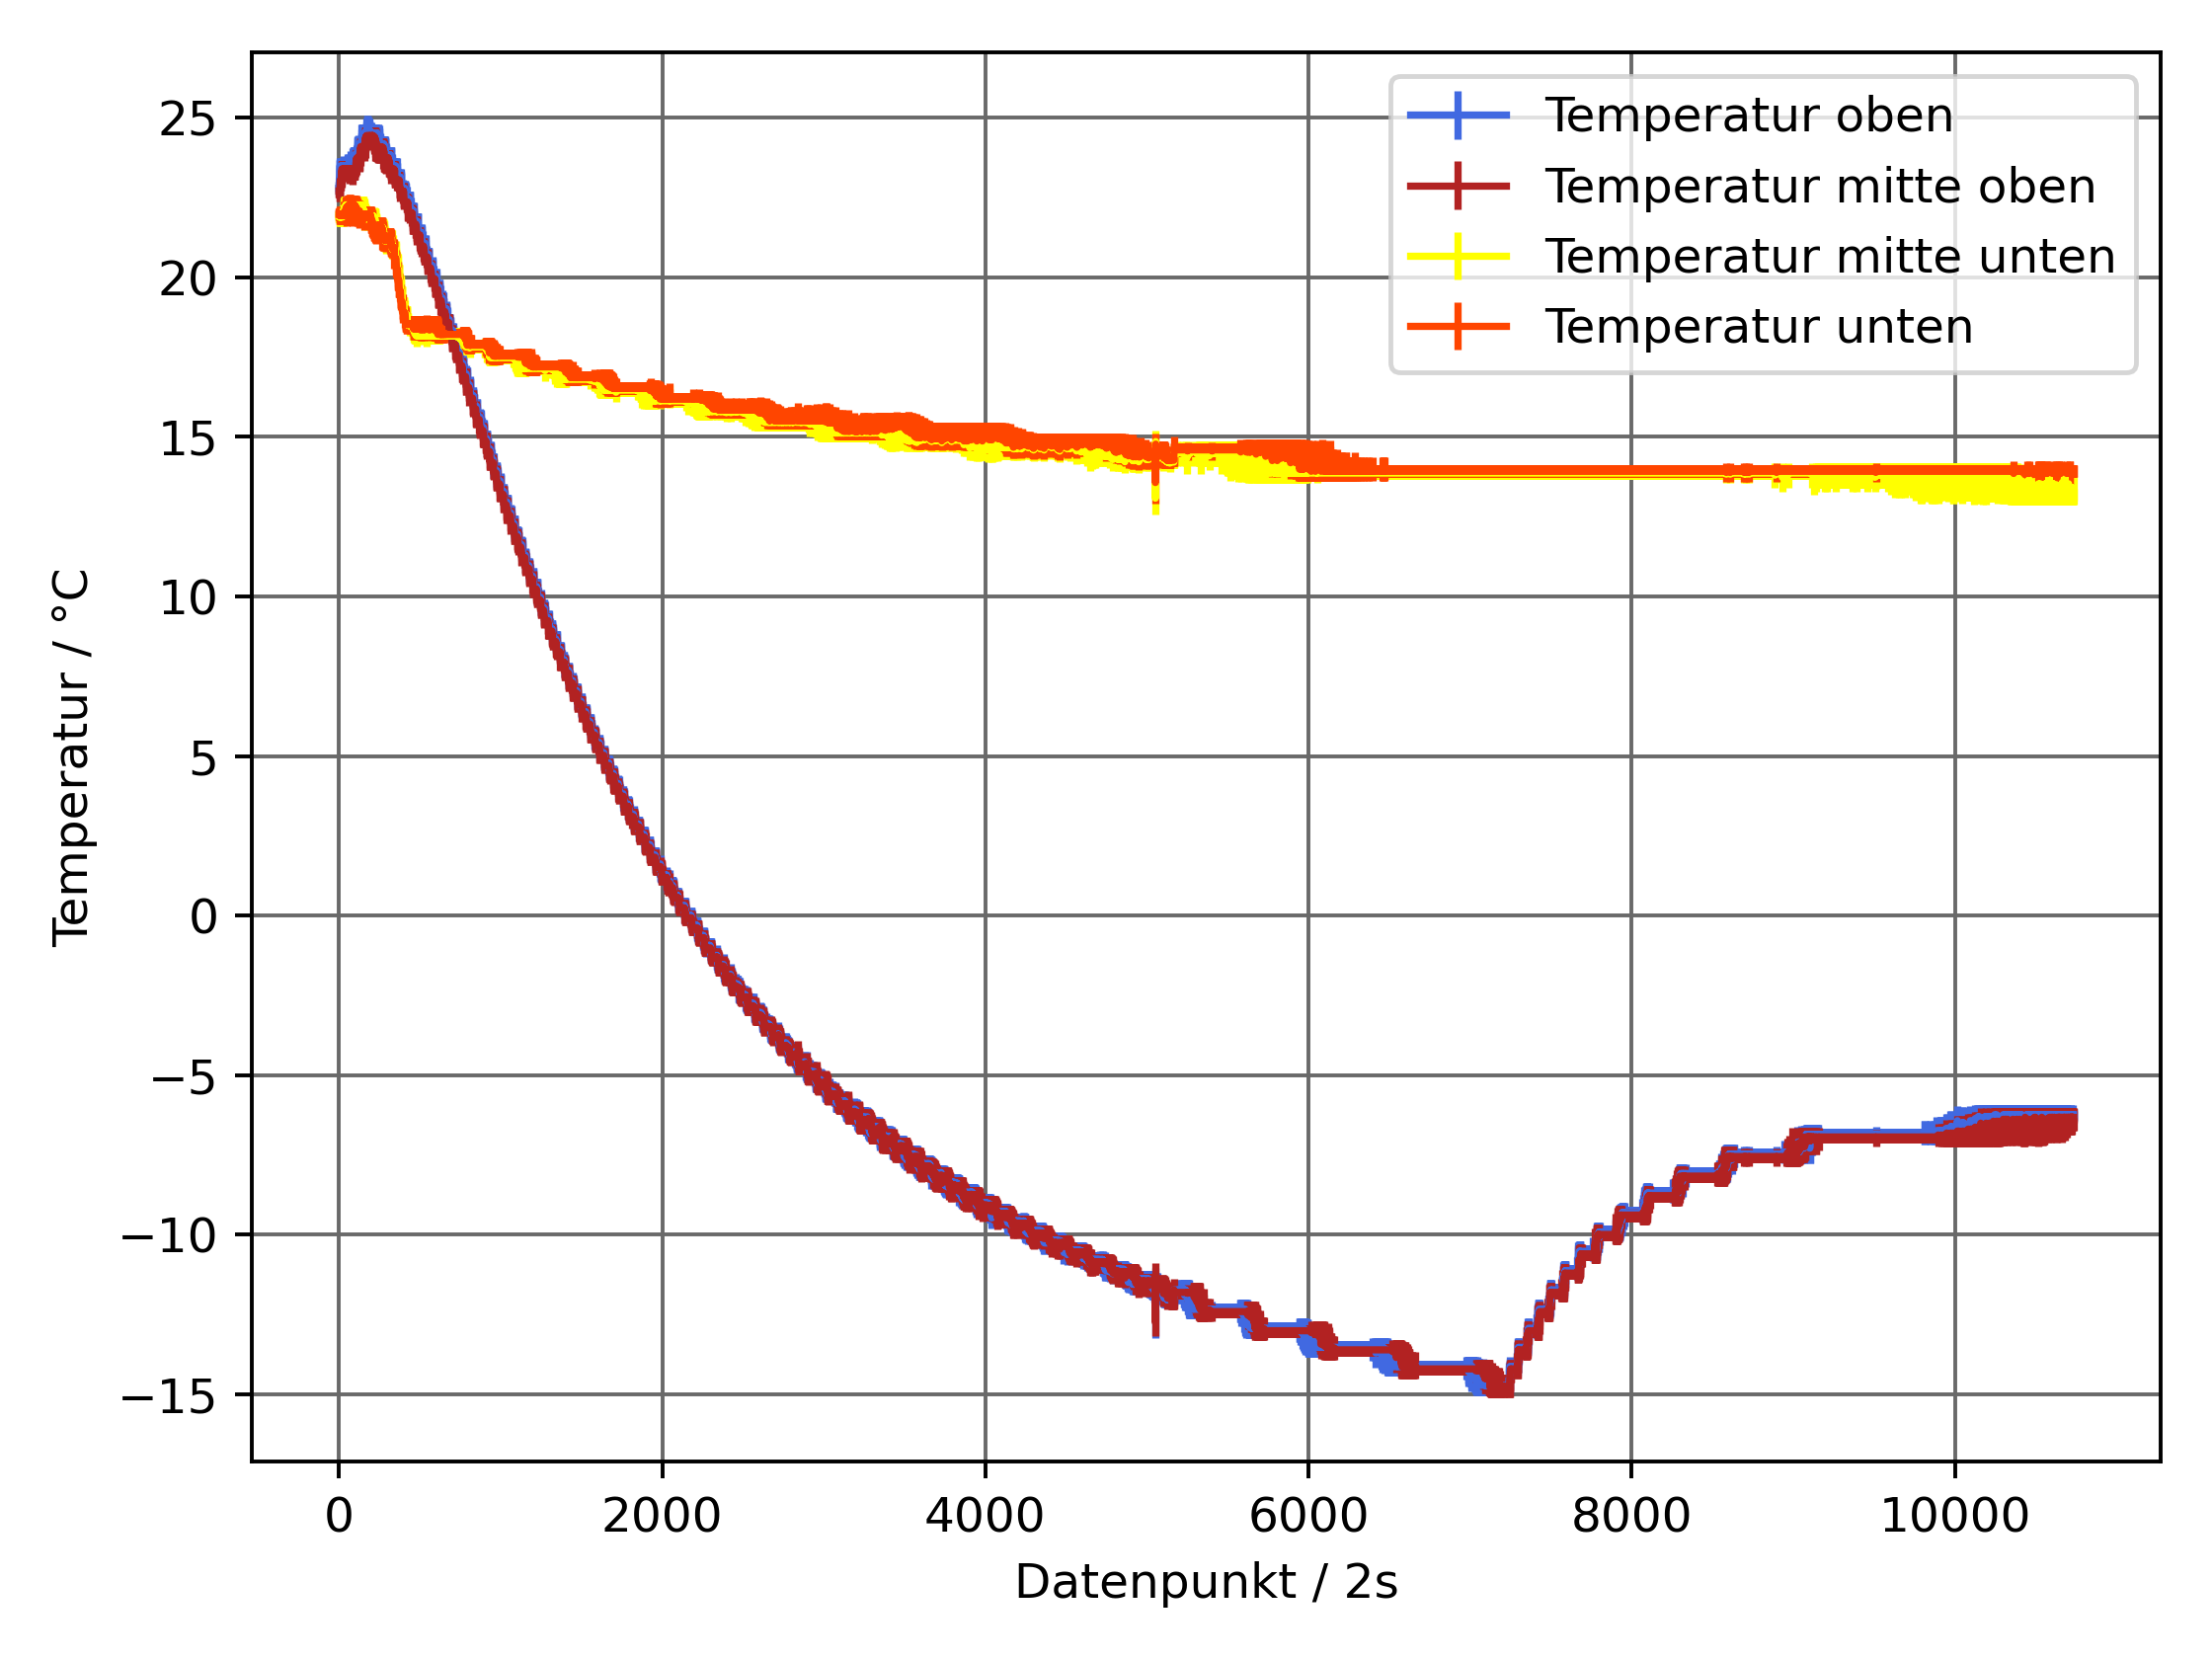 Temperatur oben
Temperatur mitte oben
Temperatur mitte unten
Temperatur unten
25
20
15
10
5
0
−5
−10
−15
Temperatur / °C
0 2000 4000 6000 8000 10000
Datenpunkt / 2s